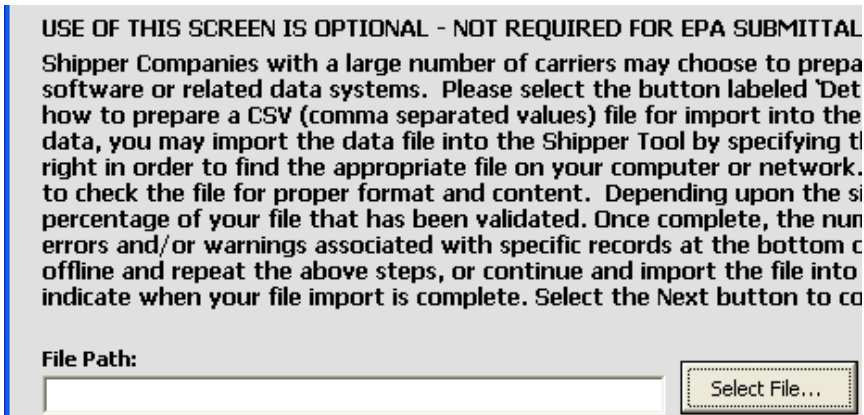 USE OF THIS SCREEN IS OPTIONAL - NOT REQUIRED FOR EPA SUBMITTAL
Shipper Companies with a large number of carriers may choose to prepa
software or related data systems.  Please select the button labeled 'Det
how to prepare a CSV (comma separated values) file for import into the
data, you may import the data file into the Shipper Tool by specifying t
right in order to find the appropriate file on your computer or network.
to check the file for proper format and content.  Depending upon the si
percentage of your file that has been validated. Once complete, the num
errors and/or warnings associated with specific records at the bottom
offline and repeat the above steps, or continue and import the file into
indicate when your file import is complete. Select the Next button to co
File Path:
Select File...